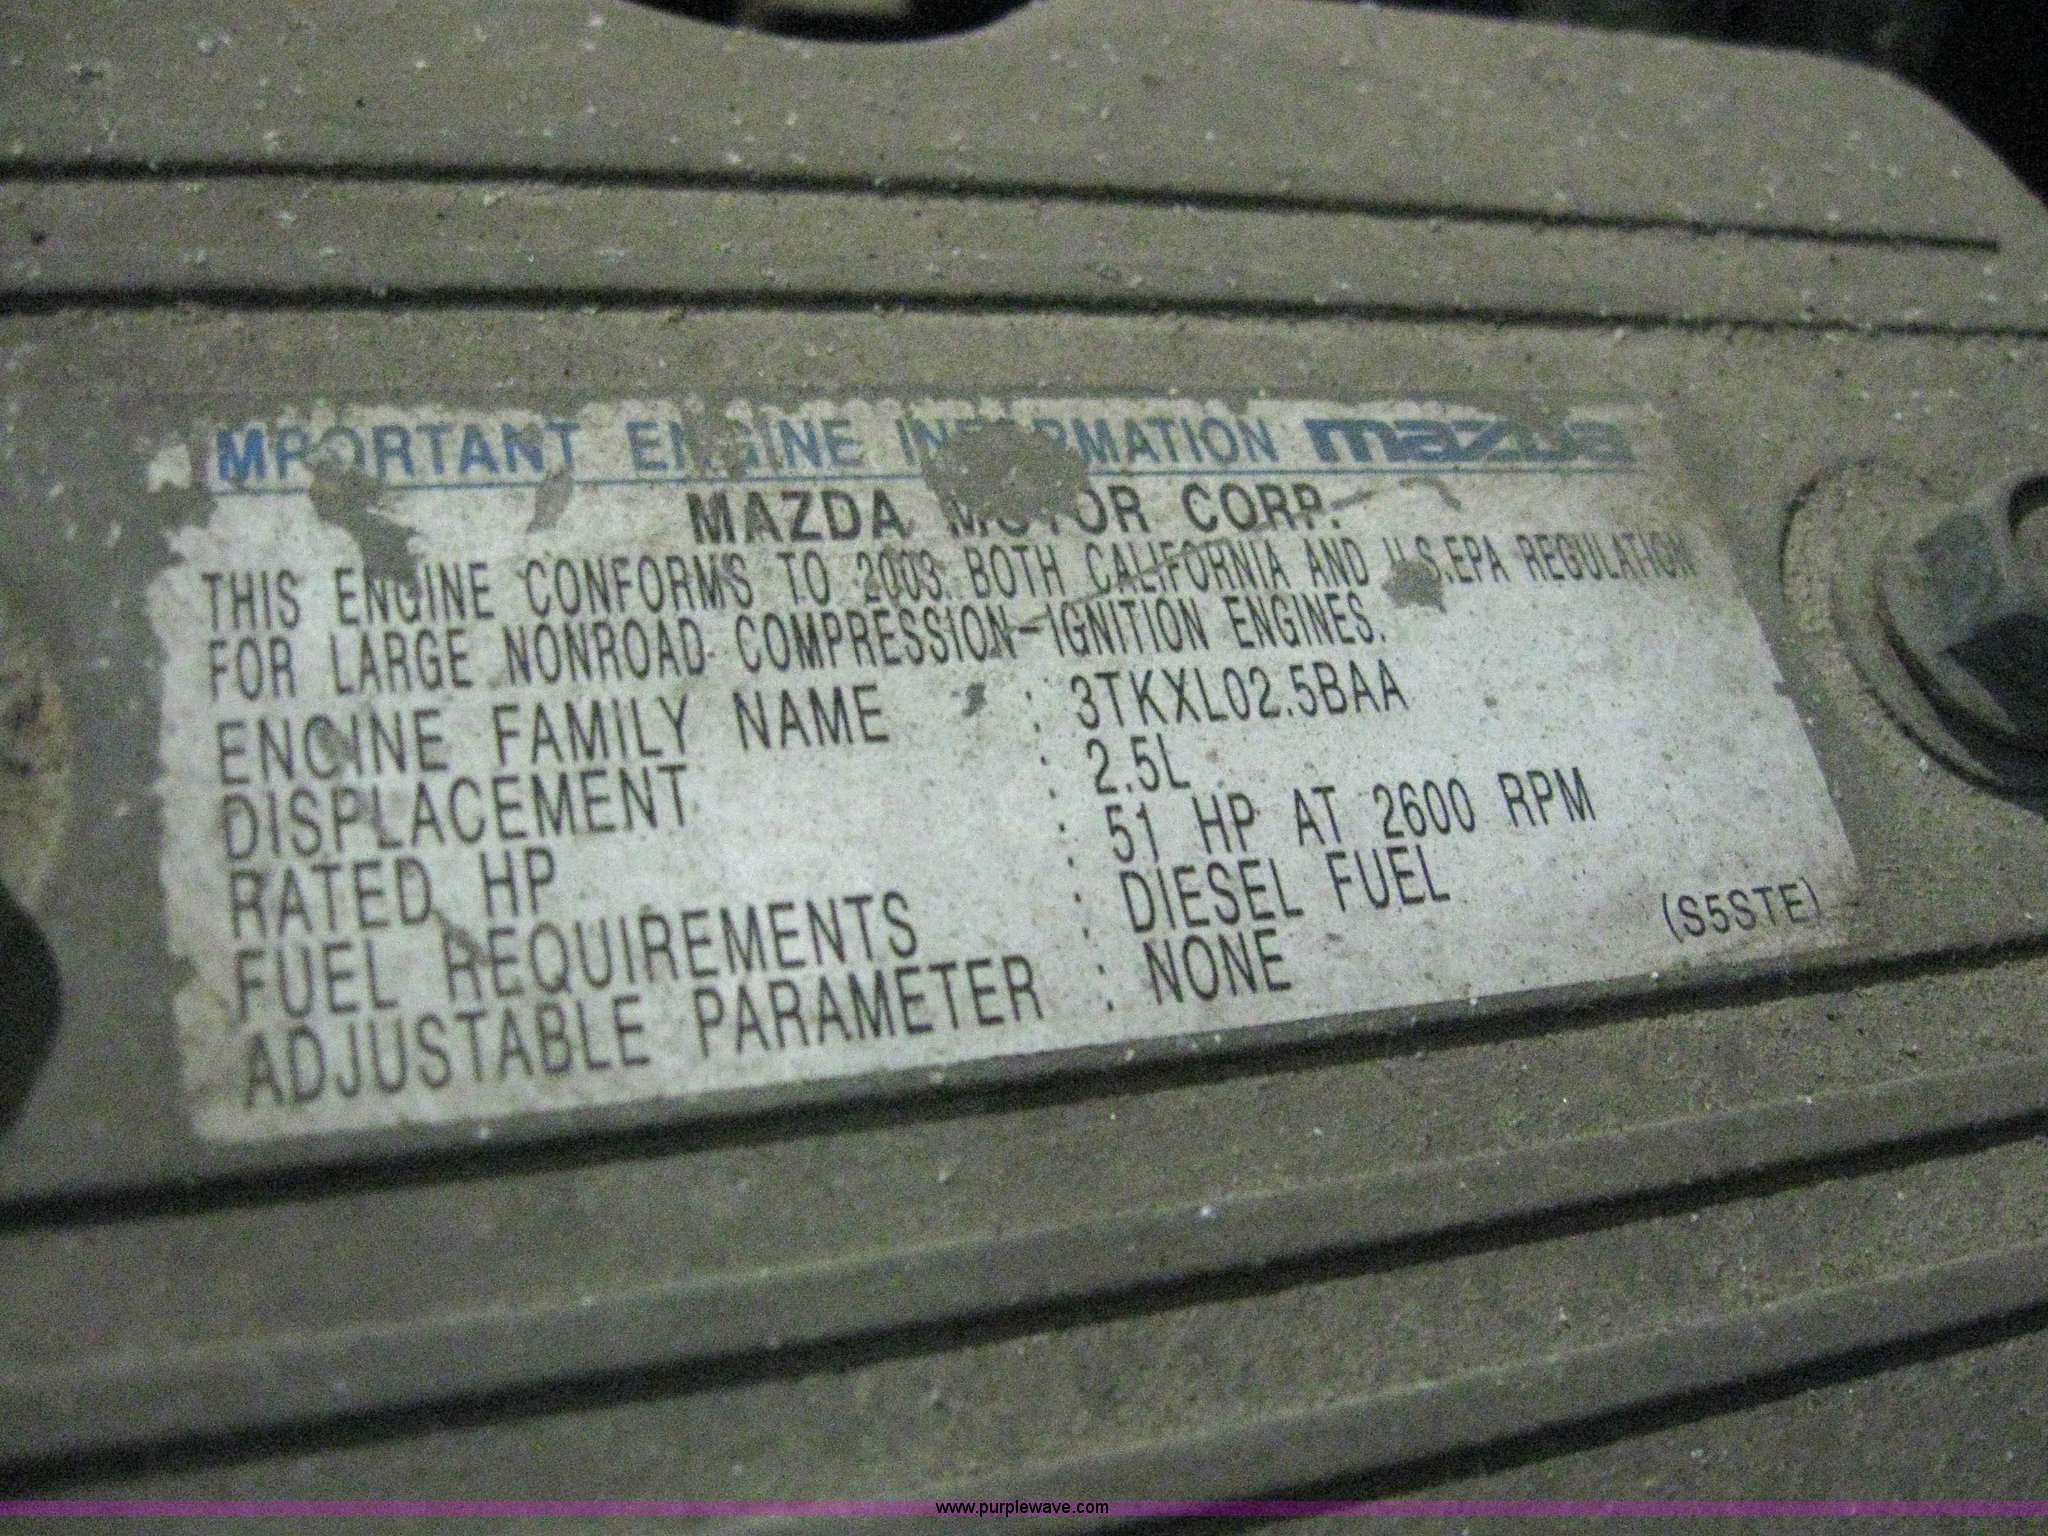 MPORTANT ENGINE INFORMATION mazda
MAZDA MOTOR CORP.
THIS ENGINE CONFORMS TO 2003 BOTH CALIFORNIA AND U.S.EPA REGULATION
FOR LARGE NONROAD COMPRESSION-IGNITION ENGINES.
ENGINE FAMILY NAME : 3TKXL02.5BAA
DISPLACEMENT : 2.5L
RATED HP : 51 HP AT 2600 RPM
FUEL REQUIREMENTS : DIESEL FUEL
ADJUSTABLE PARAMETER : NONE
(S5STE)
www.purplewave.com